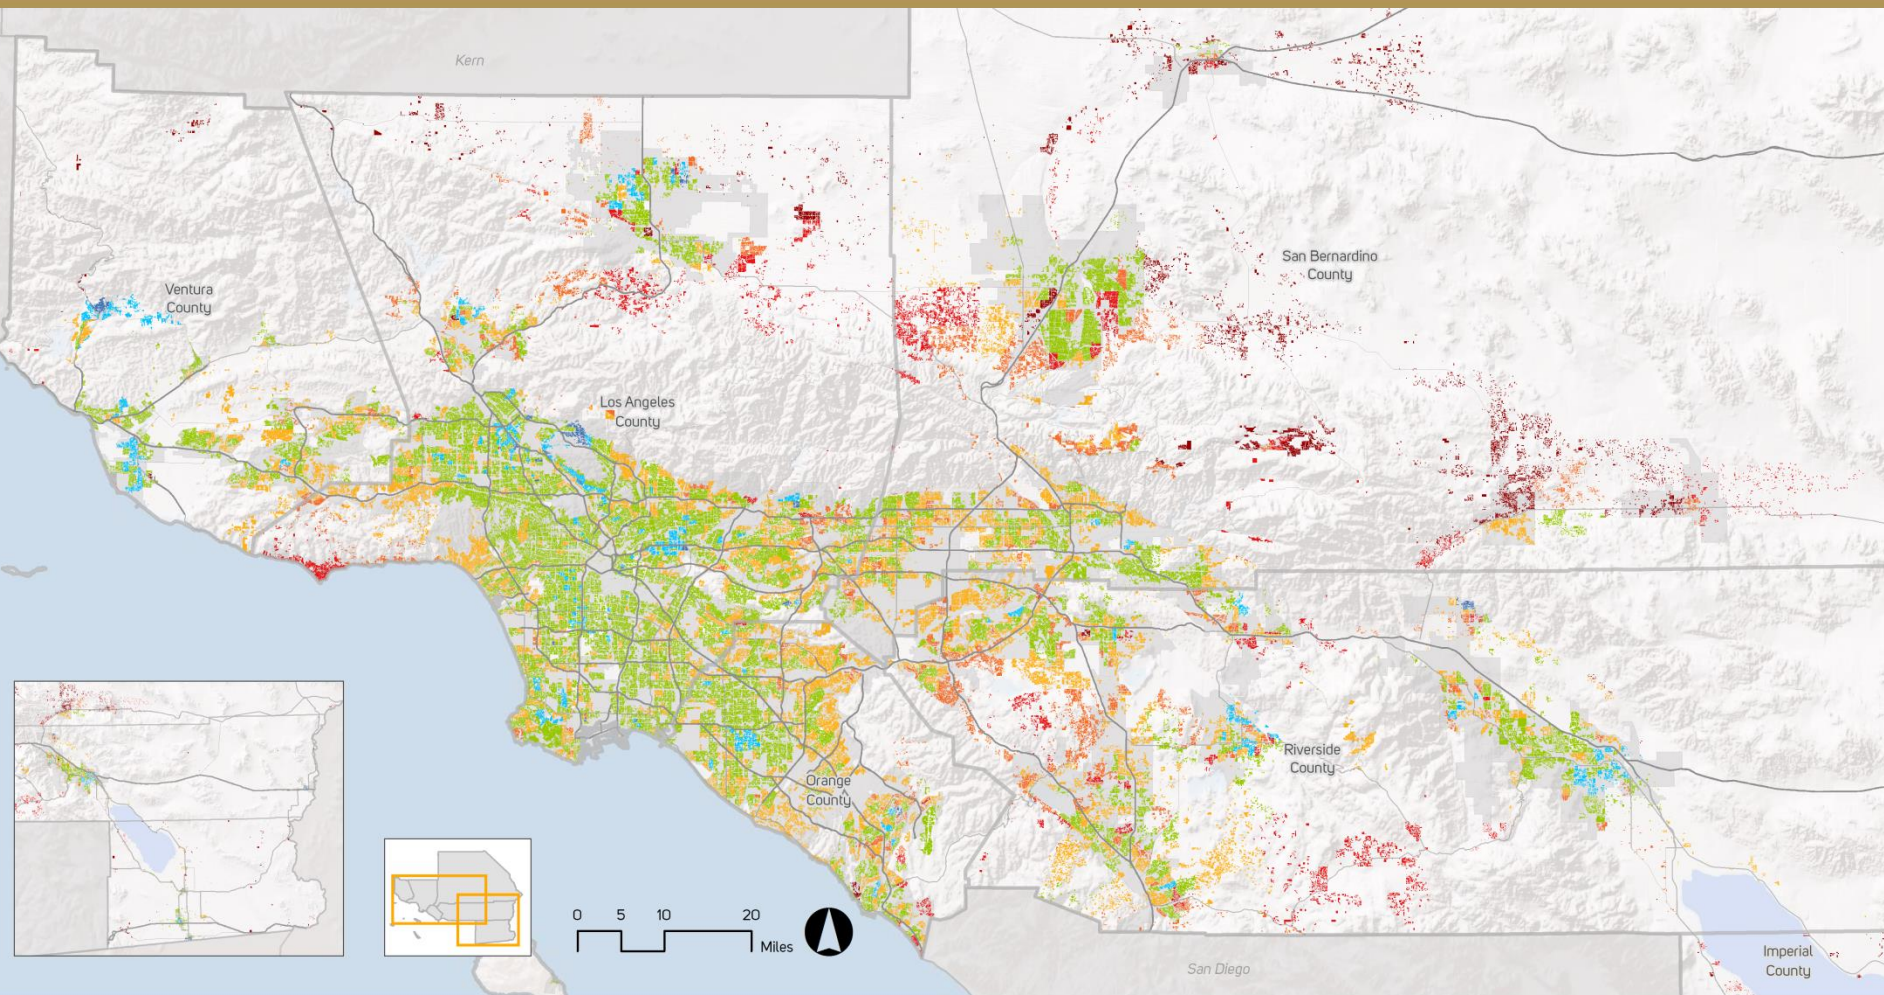 Kern
San Bernardino
County
Ventura
County
Los Angeles
County
Riverside
County
Orange
County
0 5 10 20
Miles
Imperial
County
San Diego